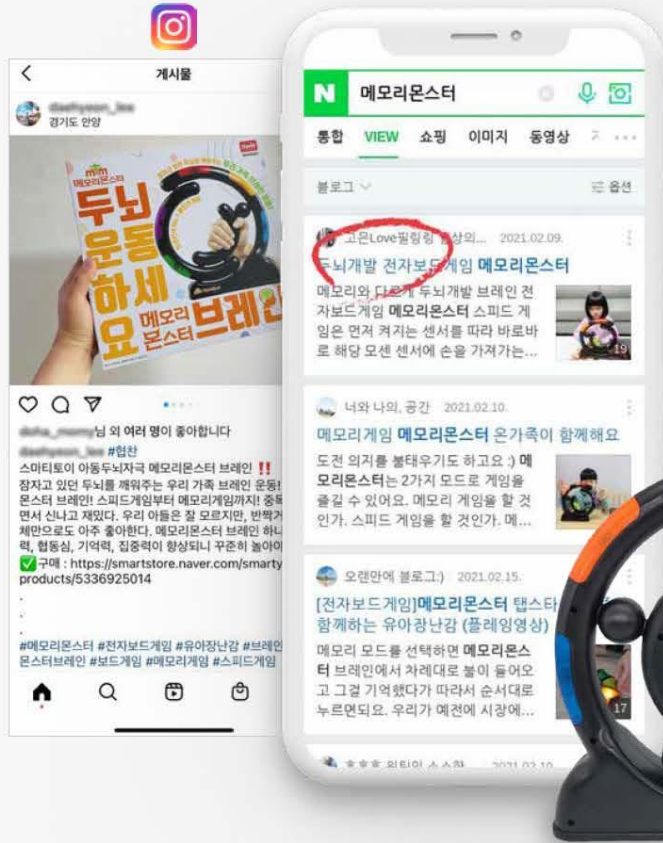 게시물
경기도 안양
mtm
메모리몬스터
두뇌
운동
하세
요
메모리
몬스터
브레인
님 외 여러 명이 좋아합니다
#협찬
스마티토이 아동두뇌자극 메모리몬스터 브레인 ‼️
잠자고 있던 두뇌를 깨워주는 우리 가족 브레인 운동!
몬스터 브레인! 스피드게임부터 메모리게임까지! 중독
면서 신나고 재밌다. 우리 아들은 잘 모르지만, 반짝거
체만으로도 아주 좋아한다. 메모리몬스터 브레인 하나
력, 협동심, 기억력, 집중력이 향상되니 꾸준히 놀아이
✅구매 : https://smartstore.naver.com/smarty
products/5336925014
.
.
.
#메모리몬스터 #전자보드게임 #유아장난감 #브레인
몬스터브레인 #보드게임 #메모리게임 #스피드게임
N 메모리몬스터
통합 VIEW 쇼핑 이미지 동영상
블로그 옵션
고은Love필링링 상의... 2021.02.09.
두뇌개발 전자보드게임 메모리몬스터
메모리와 다르게 두뇌개발 브레인 전
자보드게임 메모리몬스터 스피드 게
임은 먼저 켜지는 센서를 따라 바로바
로 해당 모센 센서에 손을 가져가는...
19
너와 나의, 공간 2021.02.10.
메모리게임 메모리몬스터 온가족이 함께해요
도전 의지를 불태우기도 하고요 :) 메
모리몬스터는 2가지 모드로 게임을
즐길 수 있어요. 메모리 게임을 할 것
인가. 스피드 게임을 할 것인가. 메...
오랜만에 블로그:) 2021.02.15.
[전자보드게임]메모리몬스터 탭스타
함께하는 유아장난감 (플레잉영상)
메모리 모드를 선택하면 메모리몬스
터 브레인에서 차례대로 불이 들어오
고 그걸 기억했다가 따라서 순서대로
누르면되요. 우리가 예전에 시장에...
17